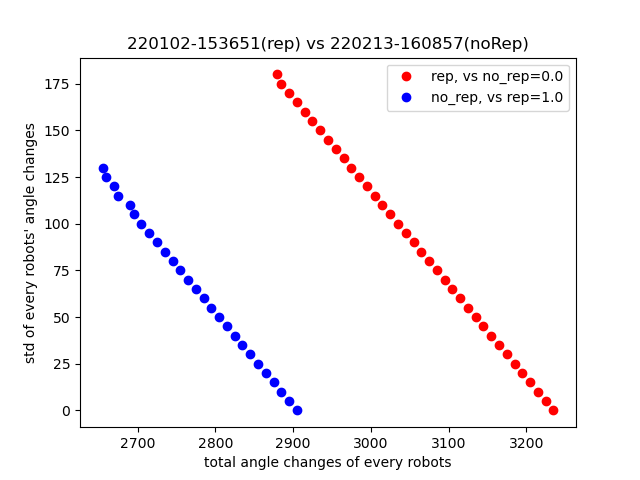 220102-153651(rep) vs 220213-160857(noRep)
rep, vs no_rep=0.0
no_rep, vs rep=1.0
std of every robots' angle changes
175
150
125
100
75
50
25
0
2700 2800 2900 3000 3100 3200
total angle changes of every robots